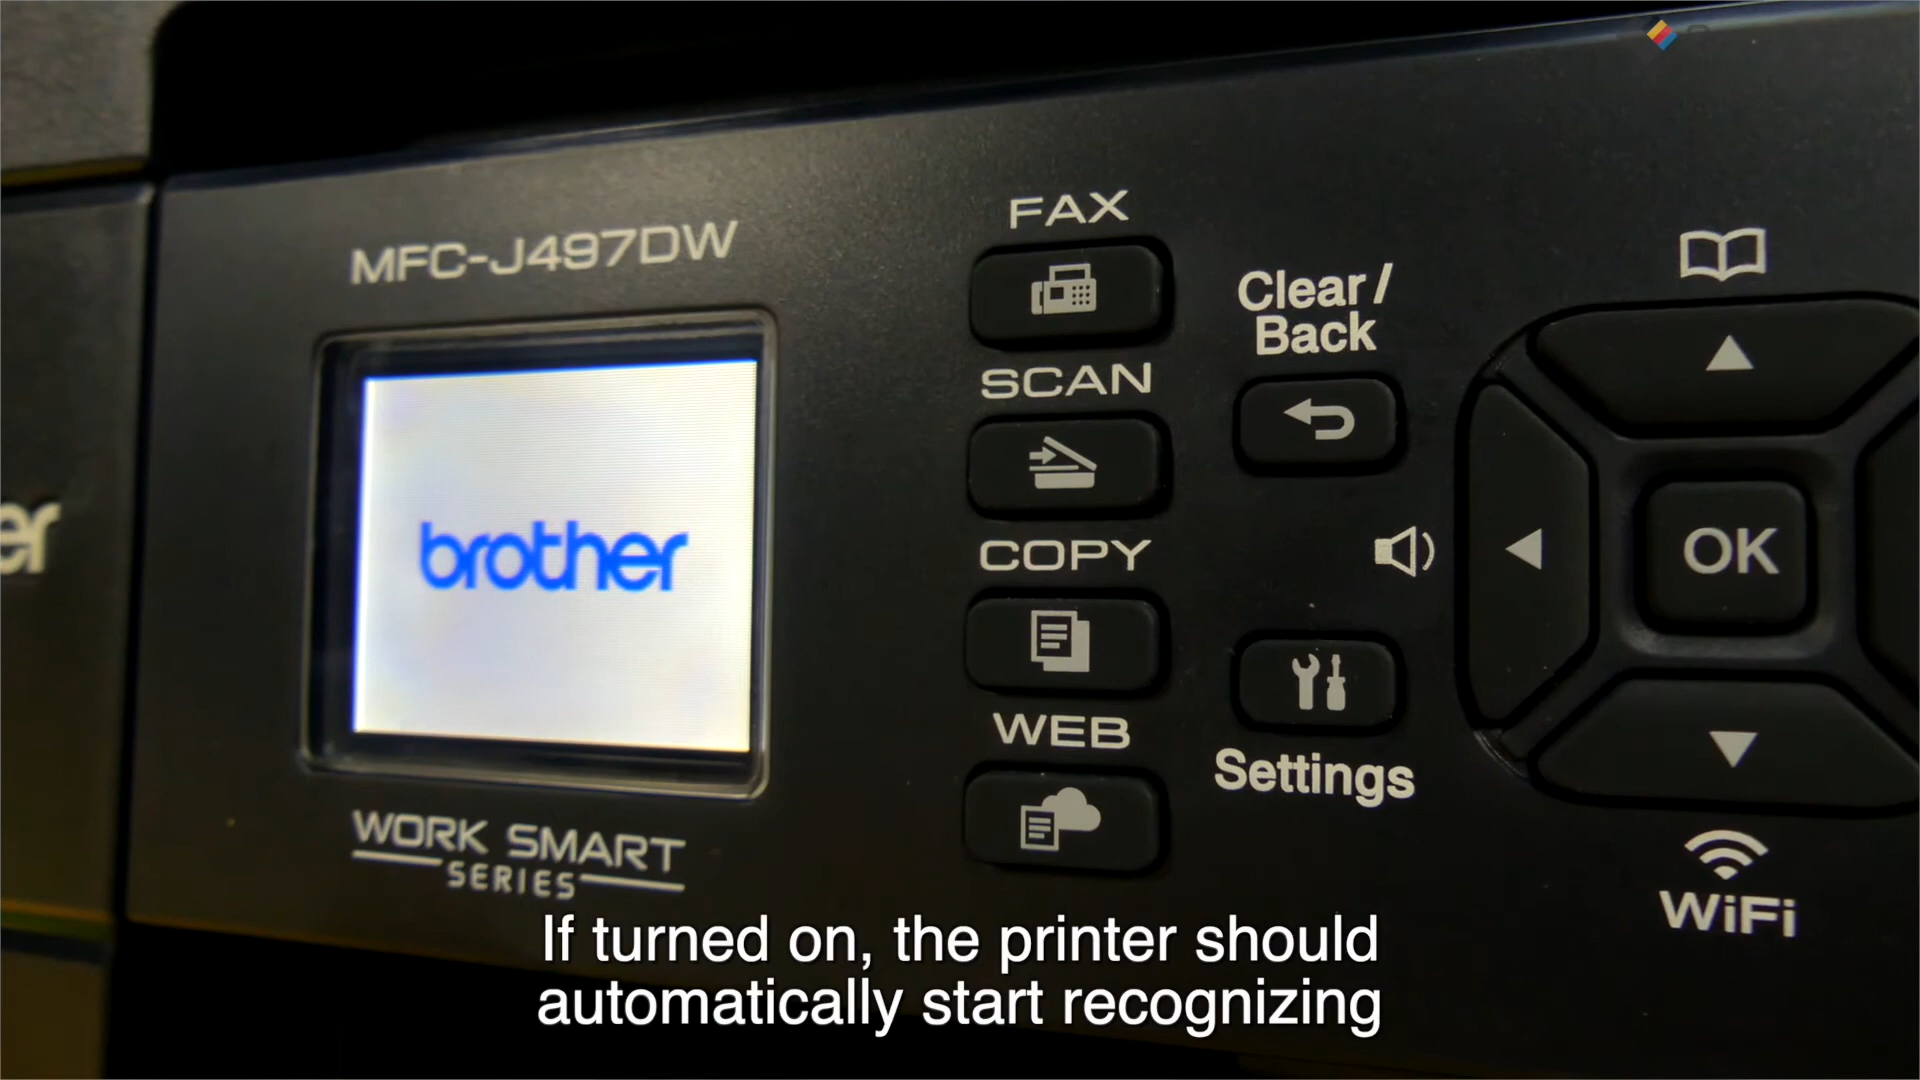 MFC-J497DW
brother
WORK SMART
SERIES
FAX
SCAN
COPY
WEB
Clear/
Back
Settings
OK
WiFi
er
If turned on, the printer should
automatically start recognizing